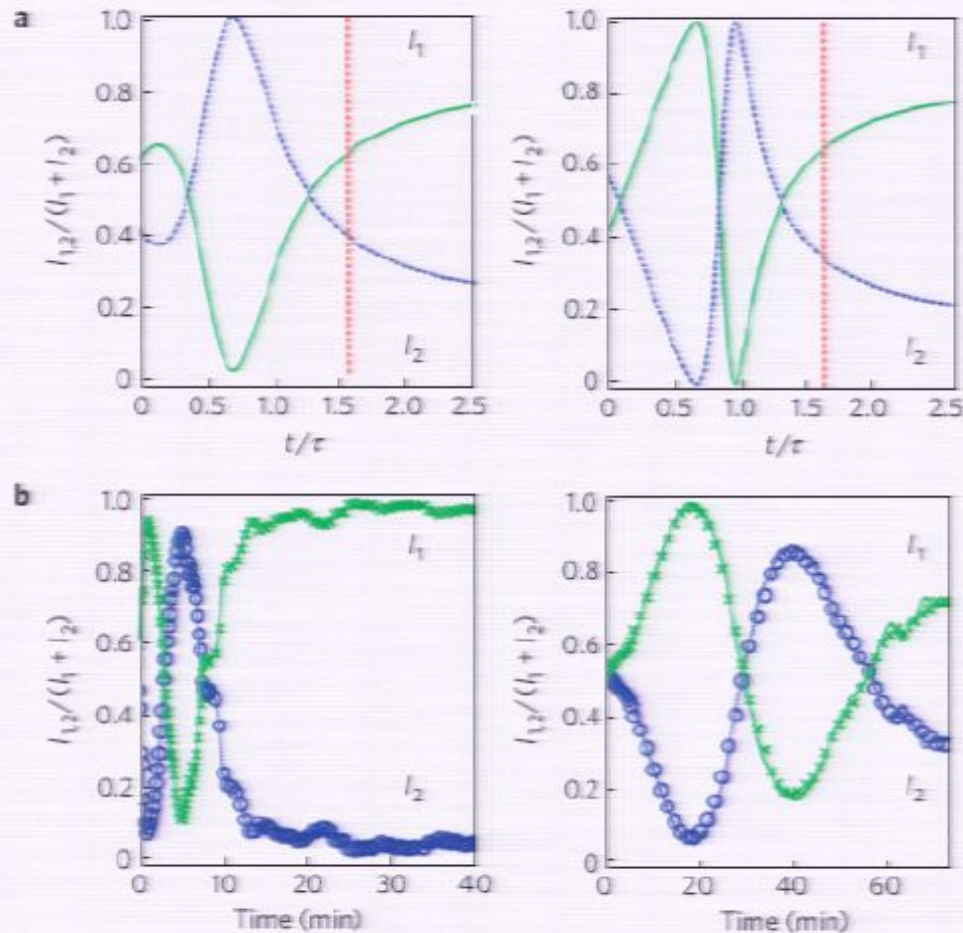 a
I₁,₂/(I₁ + I₂)
1.0
0.8
0.6
0.4
0.2
0
I₁
I₂
0 0.5 1.0 1.5 2.0 2.5
t/τ
I₁,₂/(I₁ + I₂)
1.0
0.8
0.6
0.4
0.2
0
I₁
I₂
0 0.5 1.0 1.5 2.0 2.5
t/τ
b
I₁,₂/(I₁ + I₂)
1.0
0.8
0.6
0.4
0.2
0
I₁
I₂
0 10 20 30 40
Time (min)
I₁,₂/(I₁ + I₂)
1.0
0.8
0.6
0.4
0.2
0
I₁
I₂
0 20 40 60
Time (min)